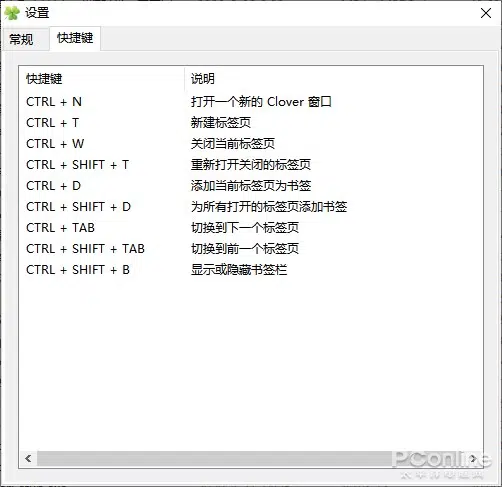 设置
常规 快捷键
快捷键 说明
CTRL + N 打开一个新的 Clover 窗口
CTRL + T 新建标签页
CTRL + W 关闭当前标签页
CTRL + SHIFT + T 重新打开关闭的标签页
CTRL + D 添加当前标签页为书签
CTRL + SHIFT + D 为所有打开的标签页添加书签
CTRL + TAB 切换到下一个标签页
CTRL + SHIFT + TAB 切换到前一个标签页
CTRL + SHIFT + B 显示或隐藏书签栏
PConline
太平洋电脑网